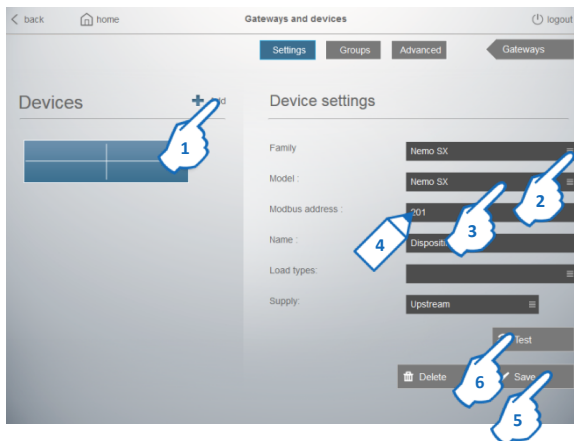 back
home
Gateways and devices
logout
Settings
Groups
Advanced
Gateways
Devices
Device settings
1
Family
Nemo SX
Model :
Nemo SX
2
Modbus address :
201
3
4
Name :
Load types:
Supply:
Upstream
Test
Delete
6
Save
5